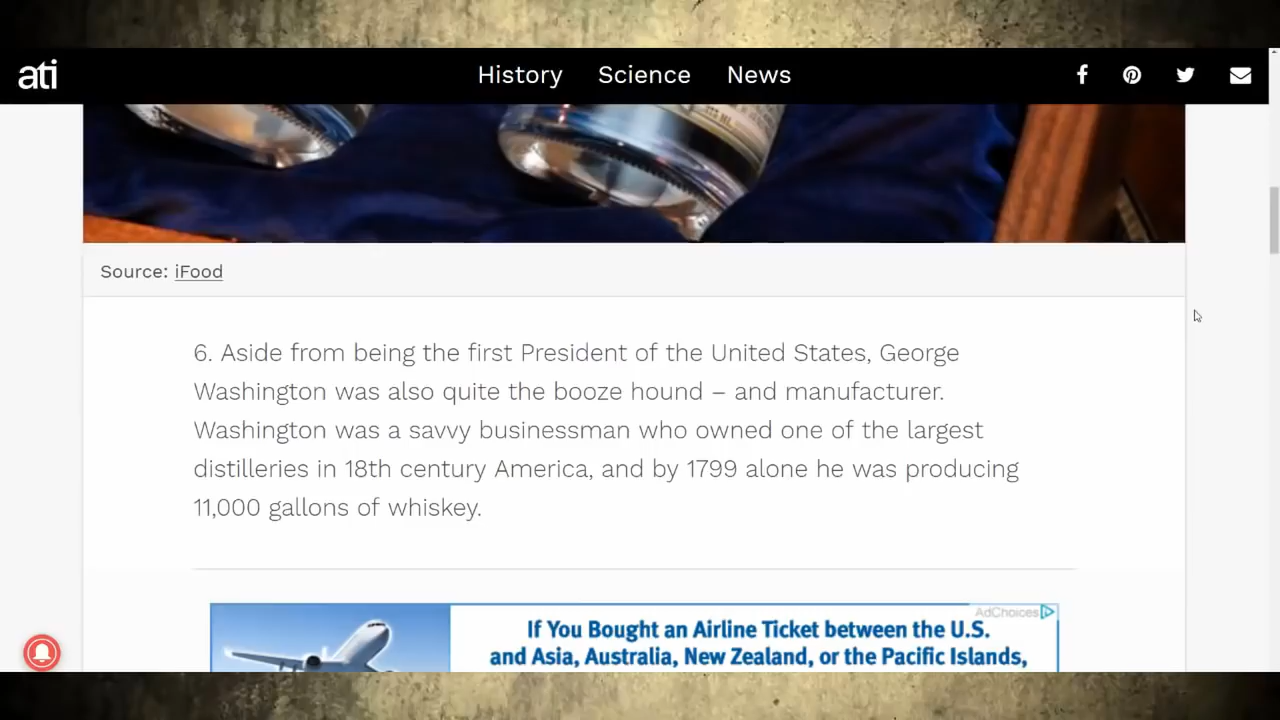 ati
History Science News
Source: iFood
6. Aside from being the first President of the United States, George
Washington was also quite the booze hound – and manufacturer.
Washington was a savvy businessman who owned one of the largest
distilleries in 18th century America, and by 1799 alone he was producing
11,000 gallons of whiskey.
AdChoices
If You Bought an Airline Ticket between the U.S.
and Asia, Australia, New Zealand, or the Pacific Islands,